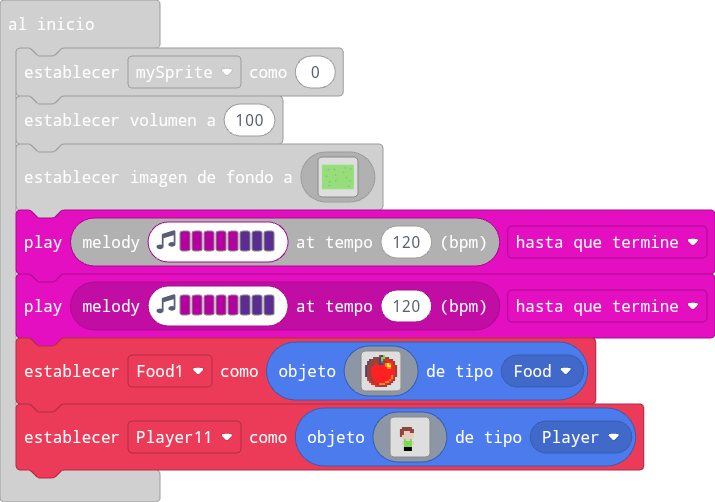 al inicio
establecer mySprite como 0
establecer volumen a 100
establecer imagen de fondo a
play melody at tempo 120 (bpm) hasta que termine
play melody at tempo 120 (bpm) hasta que termine
establecer Food1 como objeto de tipo Food
establecer Player11 como objeto de tipo Player